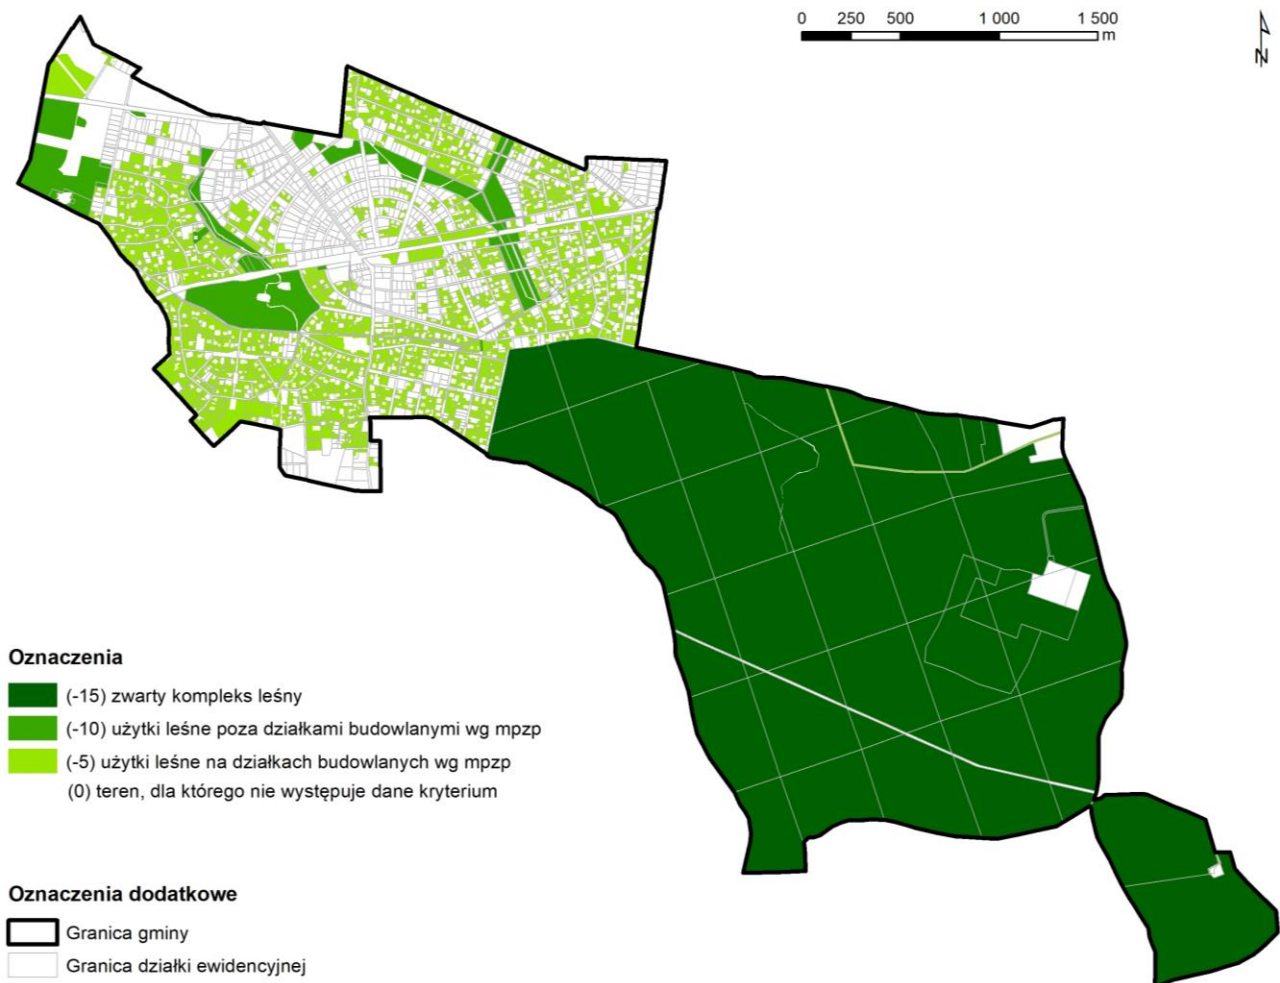 0 250 500 1 000 1 500
m
N
Oznaczenia
(-15) zwarty kompleks leśny
(-10) użytki leśne poza działkami budowlanymi wg mpzp
(-5) użytki leśne na działkach budowlanych wg mpzp
(0) teren, dla którego nie występuje dane kryterium
Oznaczenia dodatkowe
Granica gminy
Granica działki ewidencyjnej